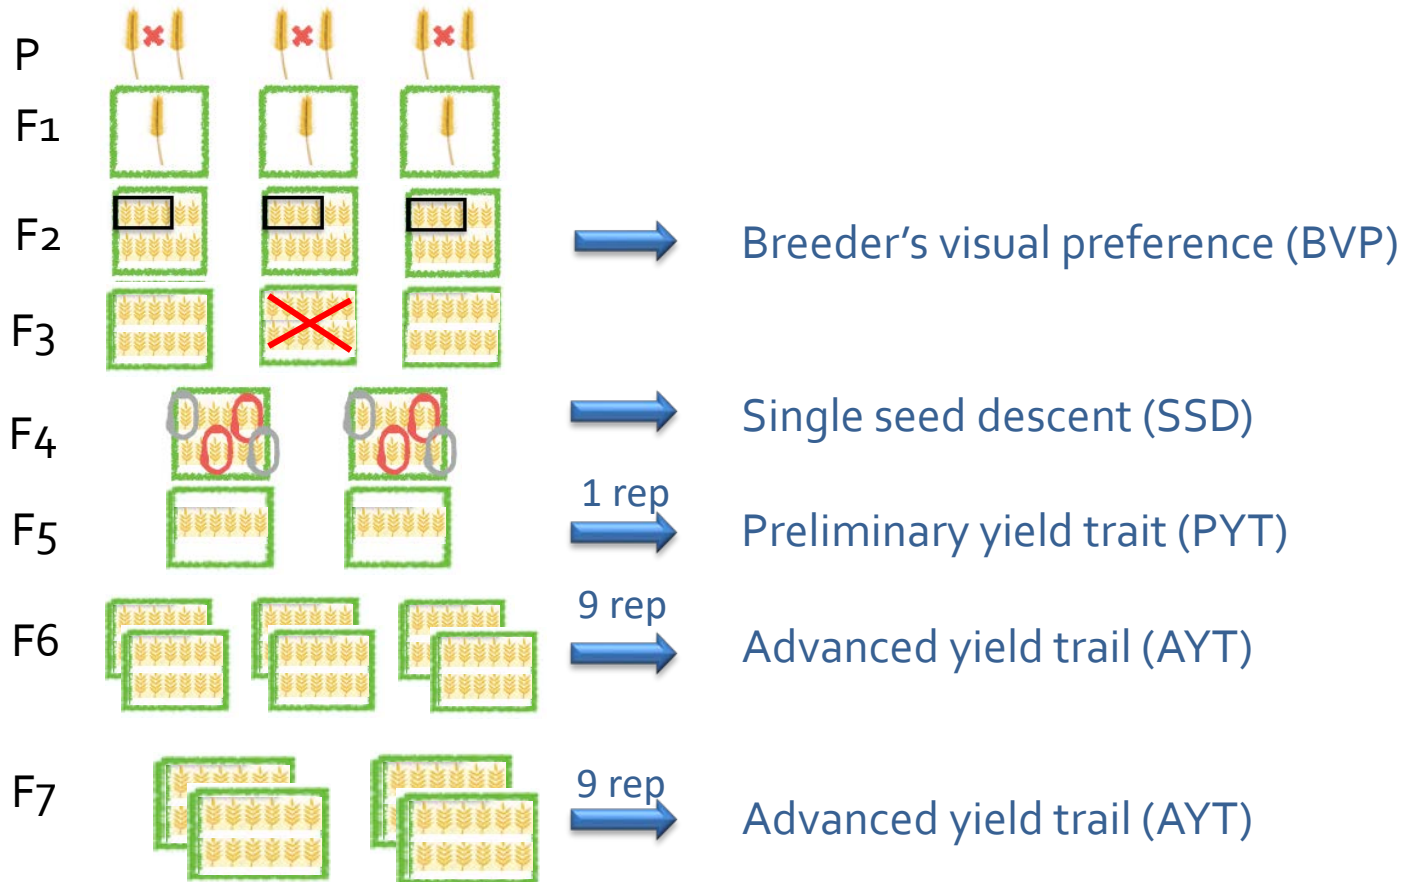 P
F1
F2
Breeder's visual preference (BVP)
F3
F4
Single seed descent (SSD)
F5
1 rep
Preliminary yield trait (PYT)
F6
9 rep
Advanced yield trail (AYT)
F7
9 rep
Advanced yield trail (AYT)